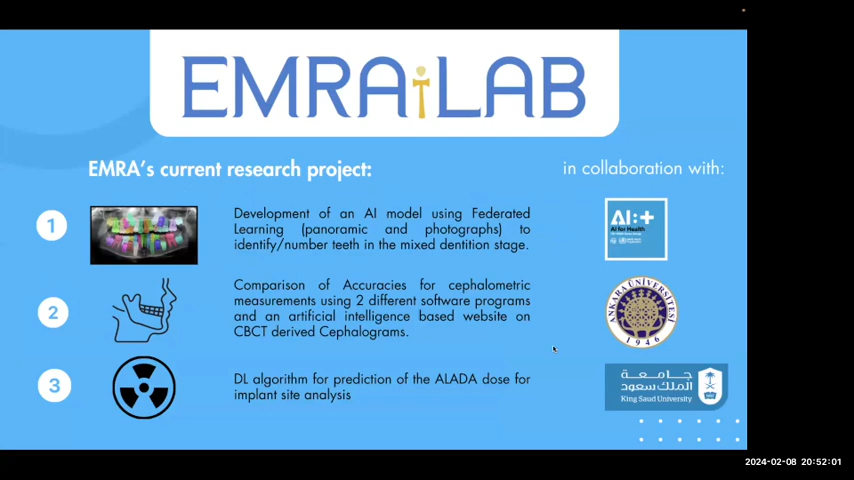 EMRAiLAB
EMRA's current research project:
in collaboration with:
1
Development of an AI model using Federated
Learning (panoramic and photographs) to
identify/number teeth in the mixed dentition stage.
AI:+
AI for Health
2
Comparison of Accuracies for cephalometric
measurements using 2 different software programs
and an artificial intelligence based website on
CBCT derived Cephalograms.
ANKARA ÜNİVERSİTESİ
1946
3
DL algorithm for prediction of the ALADA dose for
implant site analysis
جامعة
الملك سعود
King Saud University
2024-02-08 20:52:01